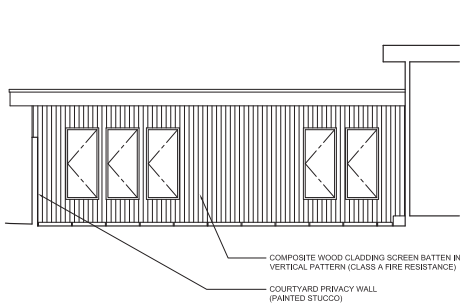 COMPOSITE WOOD CLADDING SCREEN BATTEN IN
VERTICAL PATTERN (CLASS A FIRE RESISTANCE)
COURTYARD PRIVACY WALL
(PAINTED STUCCO)